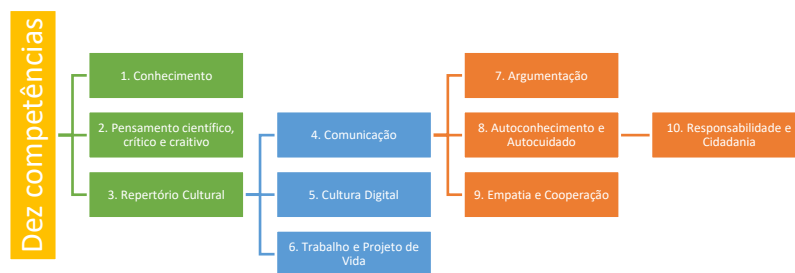 Dez competências
1. Conhecimento
2. Pensamento científico,
crítico e craitivo
3. Repertório Cultural
4. Comunicação
5. Cultura Digital
6. Trabalho e Projeto de
Vida
7. Argumentação
8. Autoconhecimento e
Autocuidado
9. Empatia e Cooperação
10. Responsabilidade e
Cidadania